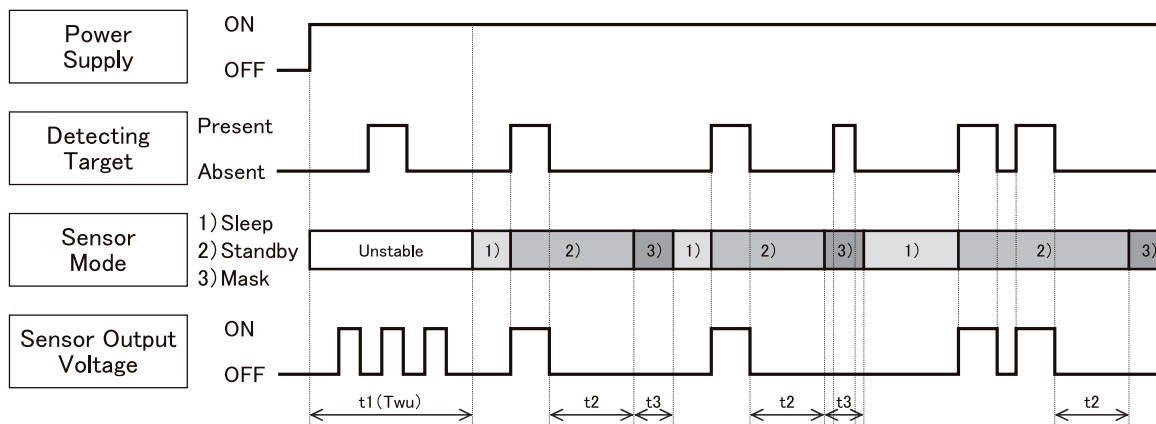 Power
Supply
ON
OFF
Detecting
Target
Present
Absent
Sensor
Mode
1) Sleep
2) Standby
3) Mask
Unstable
1)
2)
3)
1)
2)
3)
1)
2)
3)
Sensor Output
Voltage
ON
OFF
t1(Twu)
t2
t3
t2
t3
t2